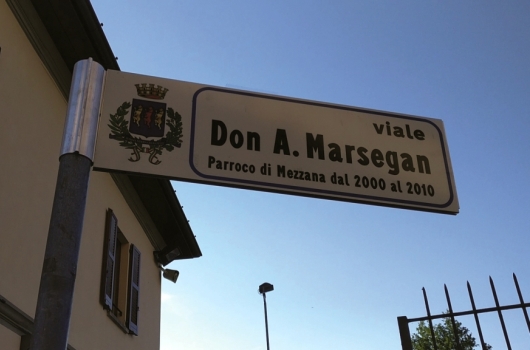 viale
Don A. Marsegan
Parroco di Mezzana dal 2000 al 2010